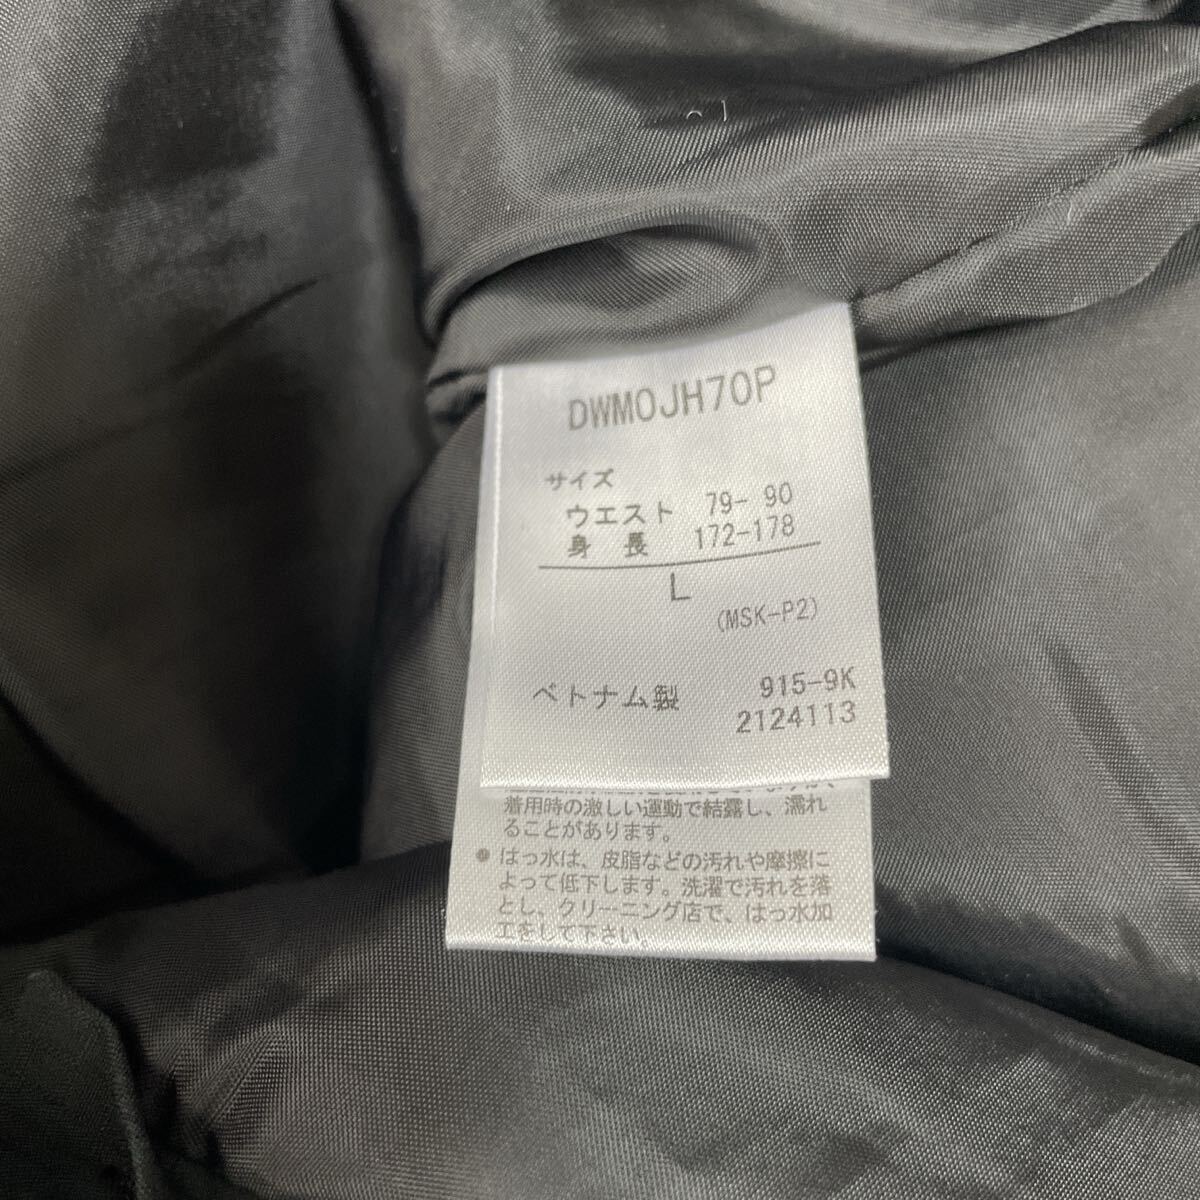 DWMOJH70P
サイズ
ウエスト 79- 90
身 長 172-178
L
(MSK-P2)
ベトナム製 915-9K
2124113
着用時の激しい運動で結露し、濡れ
ることがあります。
● はっ水は、皮脂などの汚れや摩擦に
よって低下します。洗濯で汚れを落
とし、クリーニング店で、はっ水加
工をして下さい。